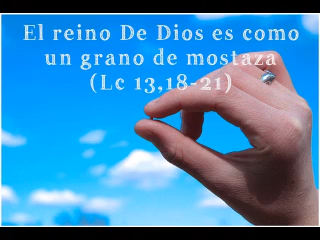 El reino De Dios es como
un grano de mostaza
(Lc 13,18-21)